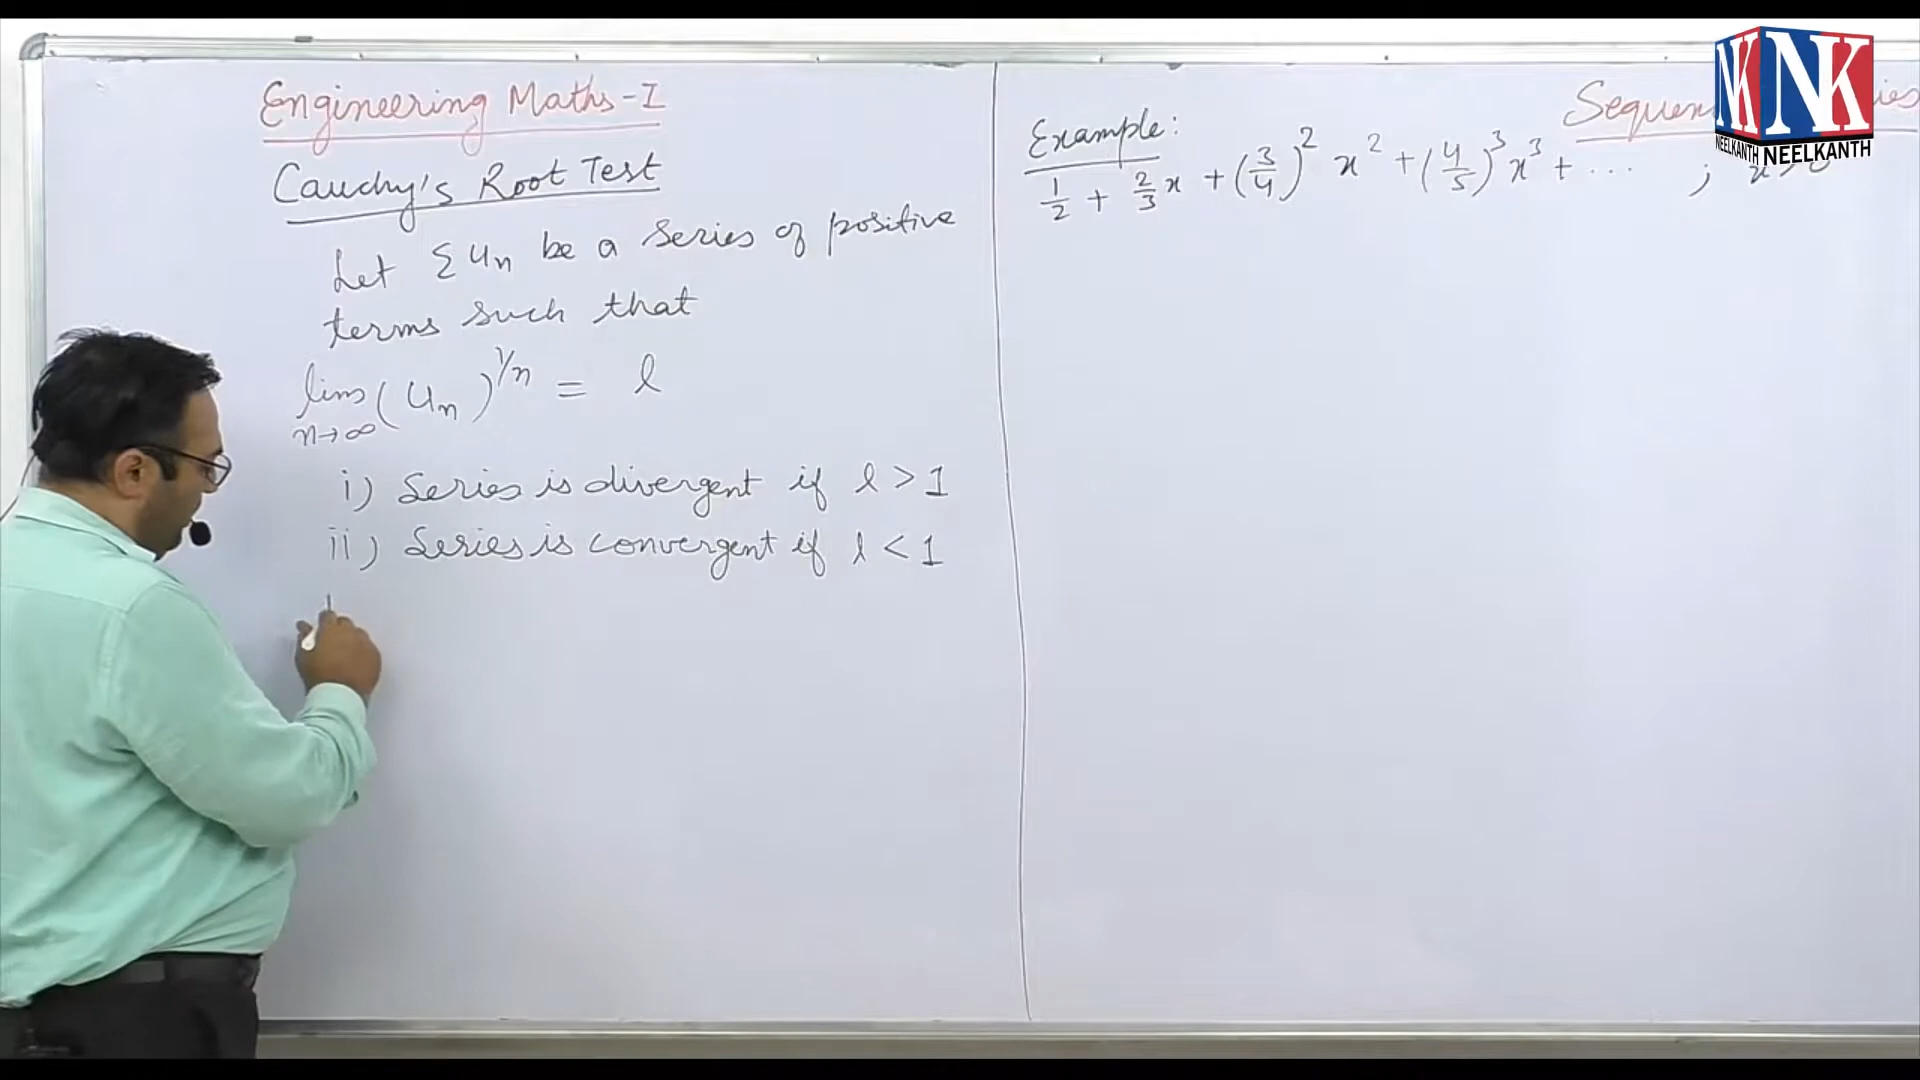 Engineering Maths-I
Cauchy's Root Test
Let Σ un be a series of positive
terms such that
lim n→∞ (un)^1/n = l
i) Series is divergent if l > 1
ii) Series is convergent if l < 1
Example:
1/2 + 2/3 x + (3/4)^2 x^2 + (4/5)^3 x^3 + ... ;
NK NK
NEELKANTH NEELKANTH